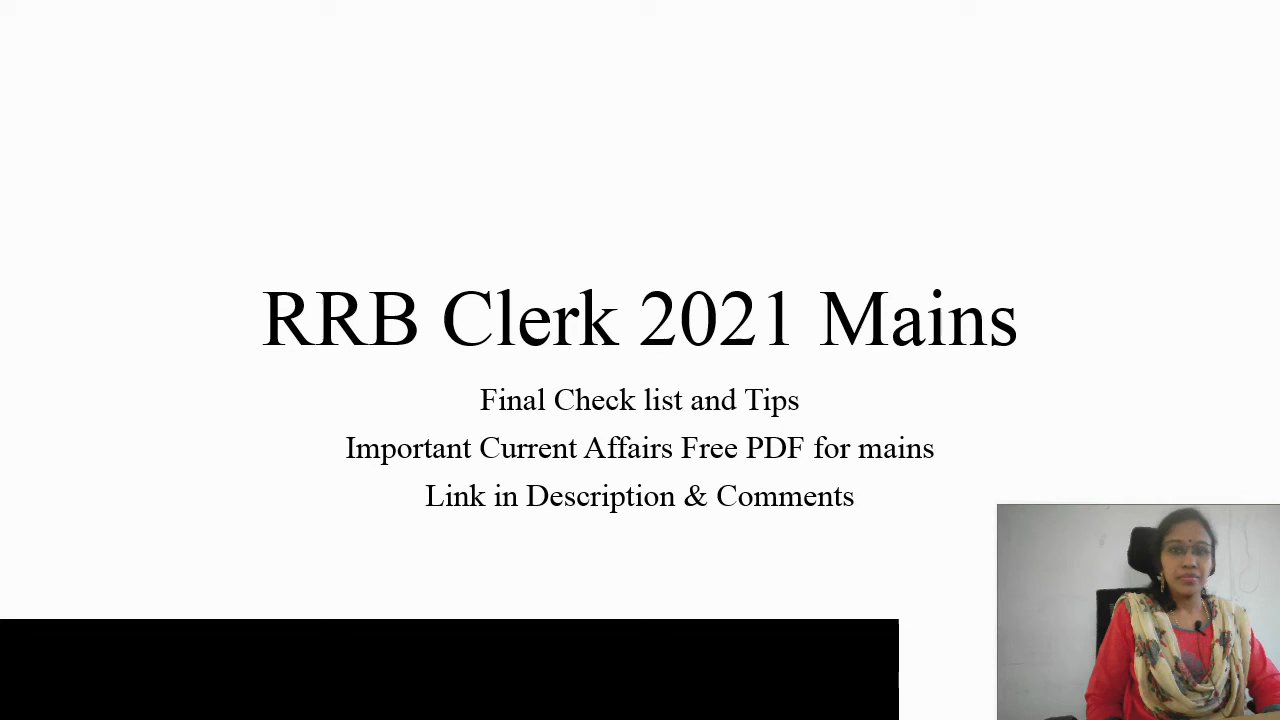 RRB Clerk 2021 Mains
Final Check list and Tips
Important Current Affairs Free PDF for mains
Link in Description & Comments